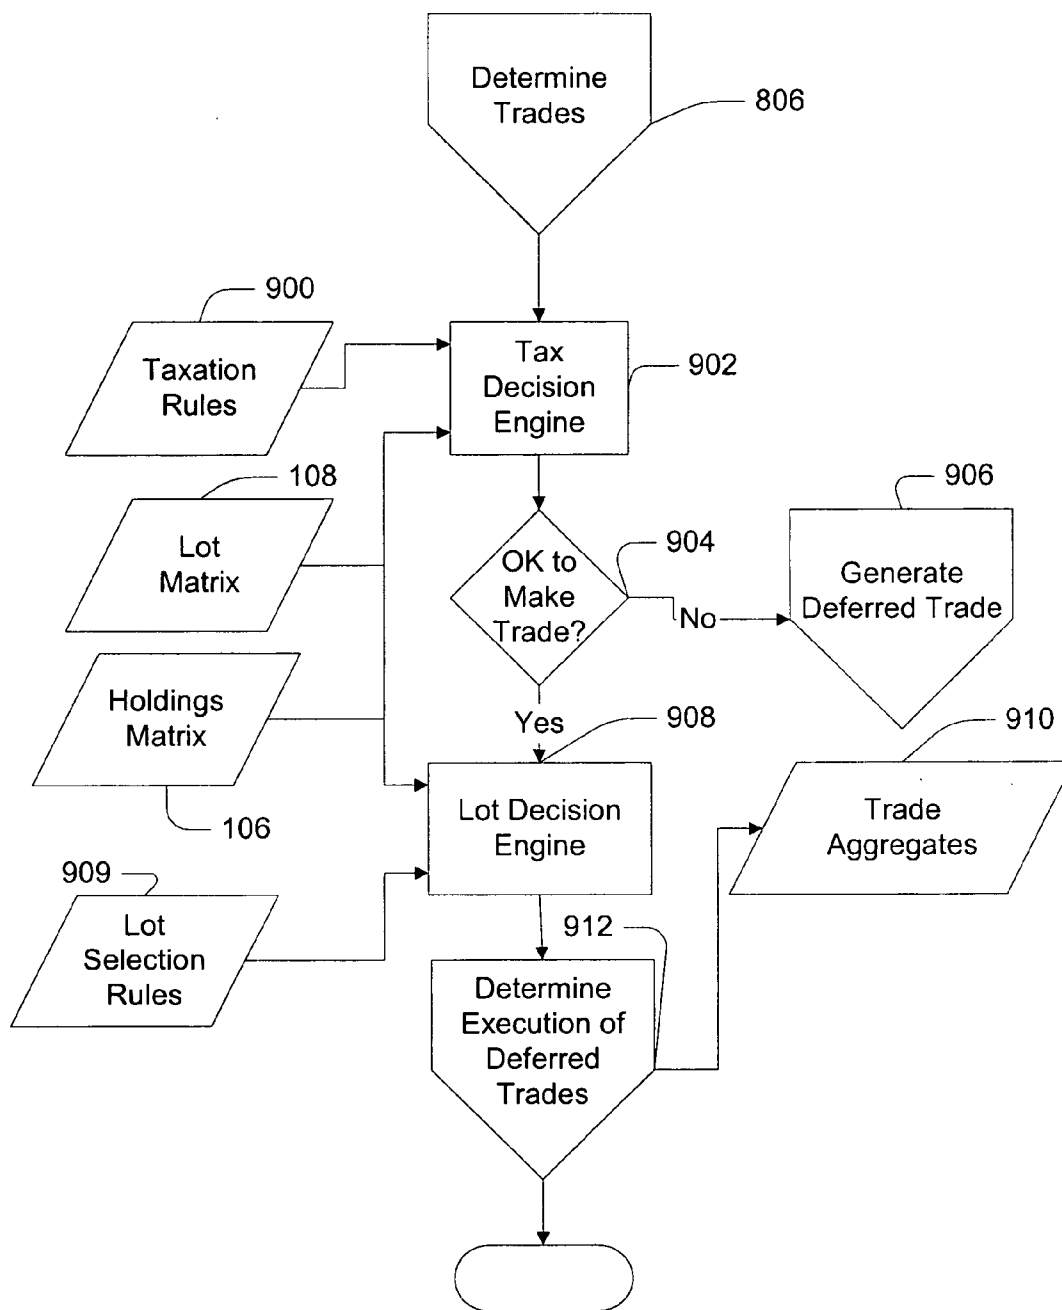 Determine
Trades
806
900
Taxation
Rules
Tax
Decision
Engine
902
108
Lot
Matrix
OK to
Make
Trade?
904
No
906
Generate
Deferred Trade
Holdings
Matrix
106
Yes
908
Lot Decision
Engine
910
Trade
Aggregates
909
Lot
Selection
Rules
912
Determine
Execution of
Deferred
Trades